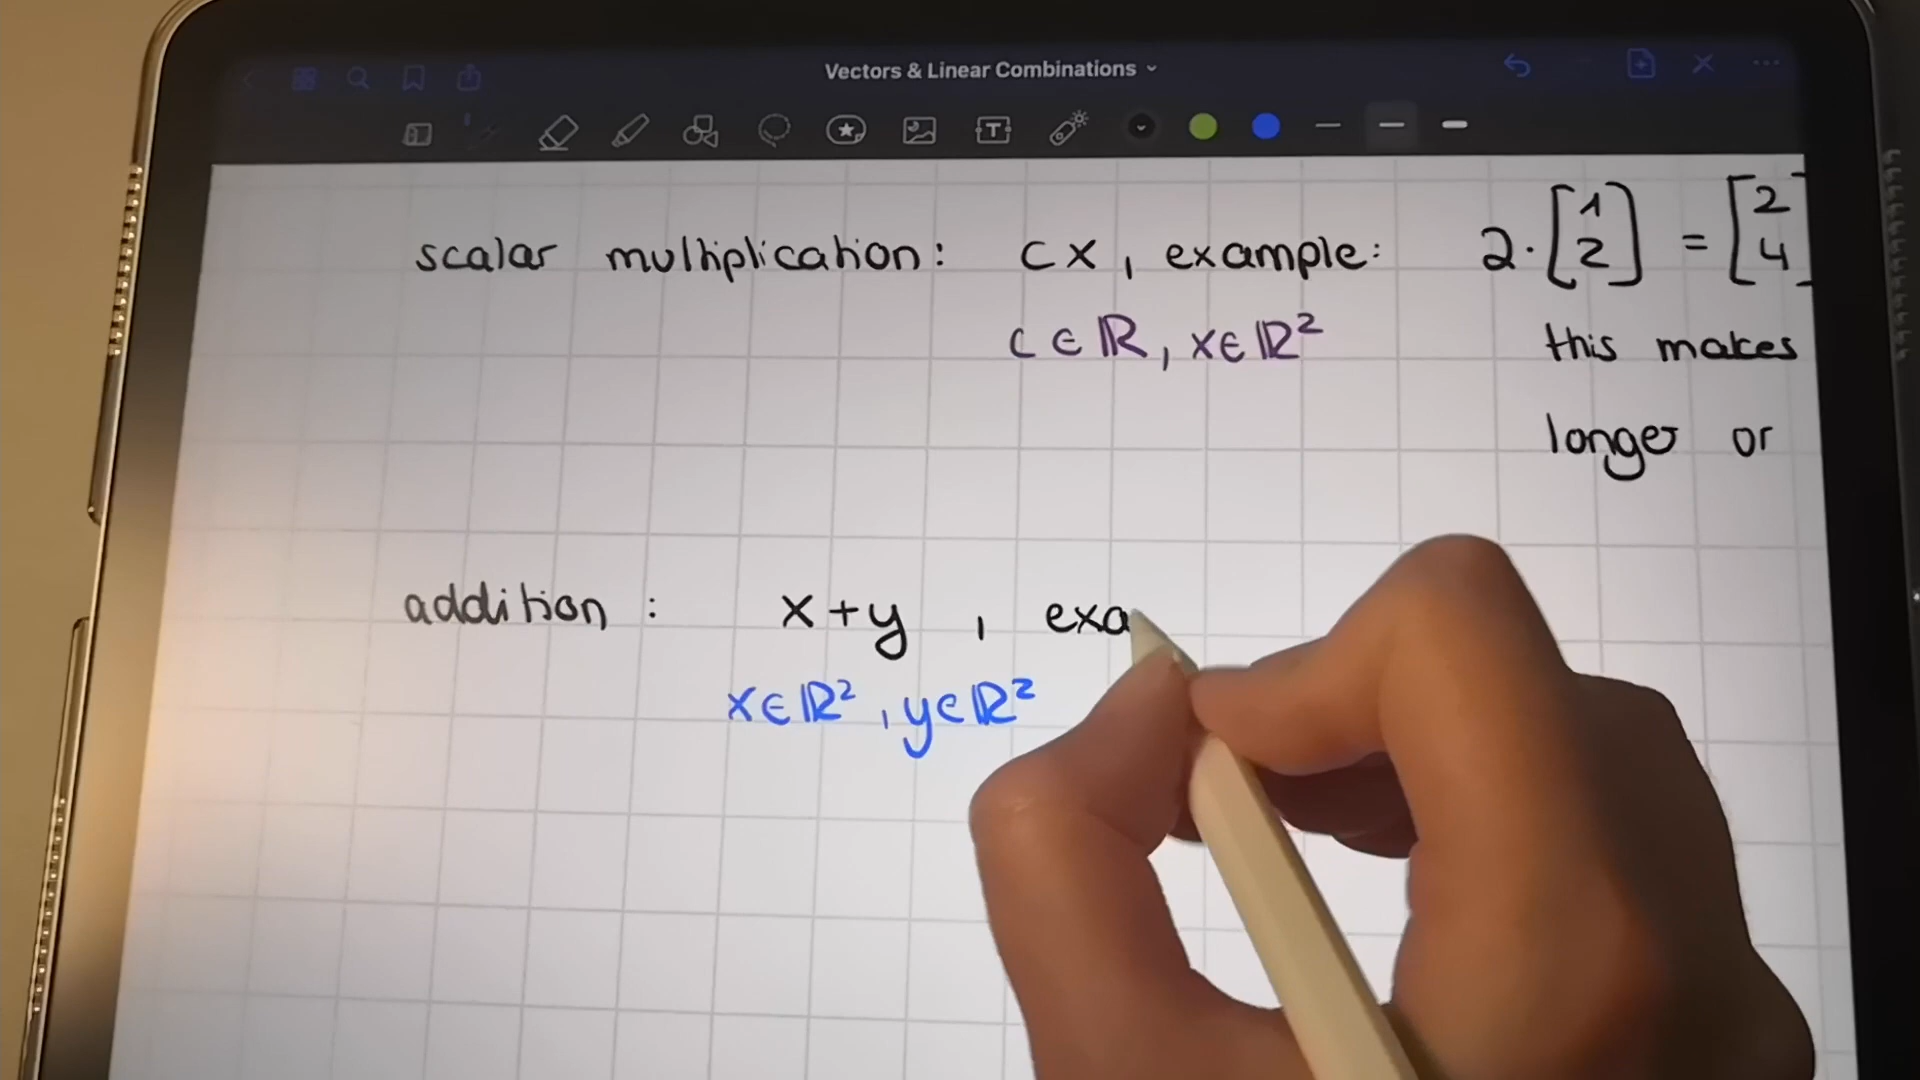 Vectors & Linear Combinations
scalar multiplication: cx, example: 2·[1 2] = [2 4]
c∈ℝ, x∈ℝ²
this makes
longer or
addition: x+y, exa
x∈ℝ², y∈ℝ²